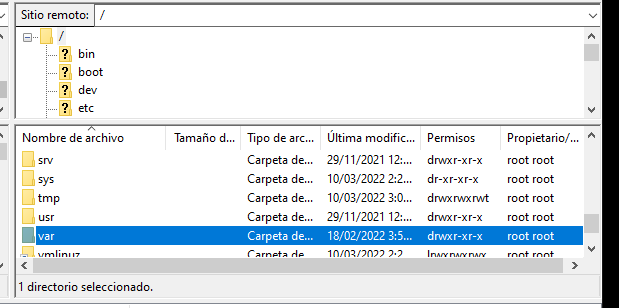 Sitio remoto: /
/
? bin
? boot
? dev
? etc
Nombre de archivo Tamaño d... Tipo de arc... Última modific... Permisos Propietario/...
srv Carpeta de... 29/11/2021 12:... drwxr-xr-x root root
sys Carpeta de... 10/03/2022 2:2... dr-xr-xr-x root root
tmp Carpeta de... 10/03/2022 3:0... drwxrwxrwt root root
usr Carpeta de... 29/11/2021 12:... drwxr-xr-x root root
var Carpeta de... 18/02/2022 3:5... drwxr-xr-x root root
vmlinuz Carpeta de... 10/03/2022 2:2... lrwxrwxrwx root root
1 directorio seleccionado.